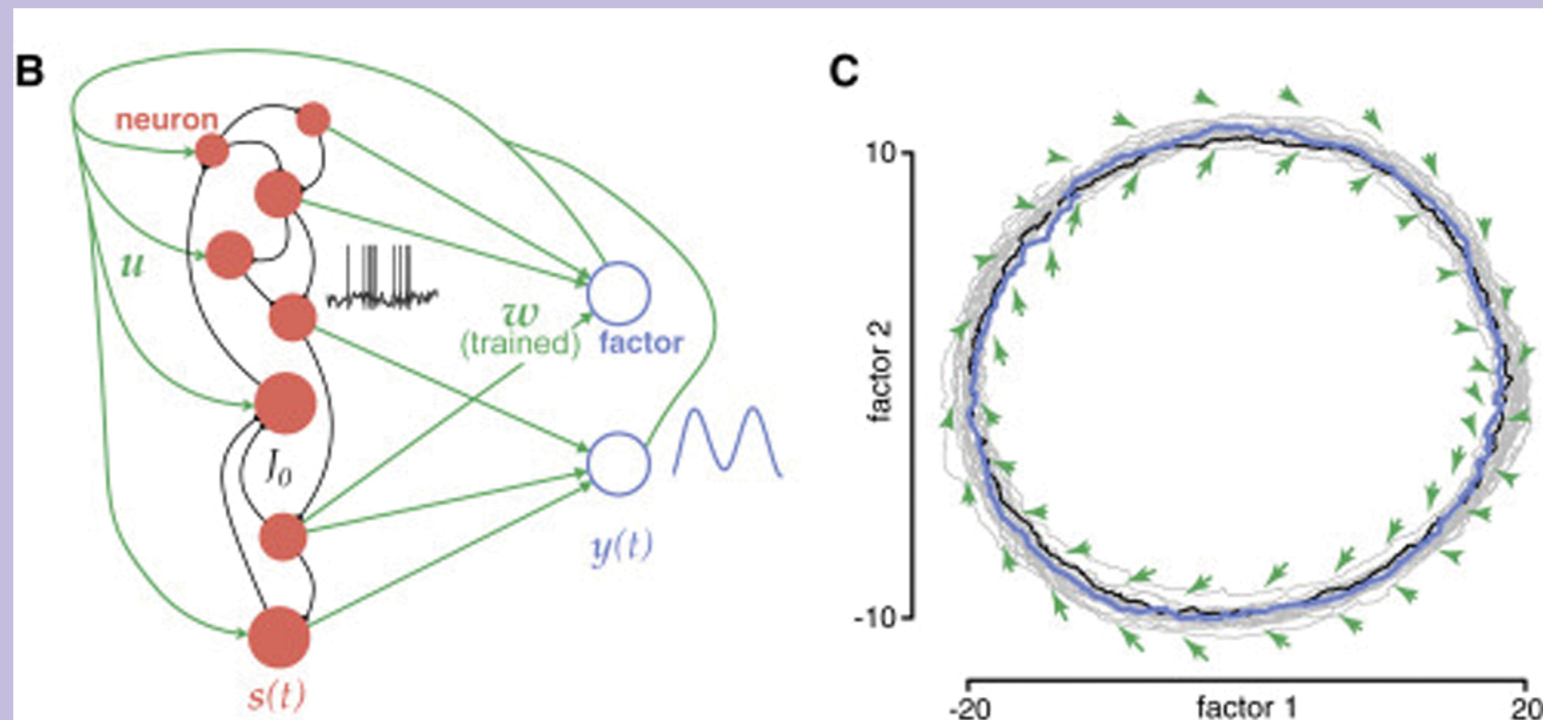 B
neuron
u
w
(trained)
factor
J₀
y(t)
s(t)
C
10
factor 2
-10
-20
factor 1
20